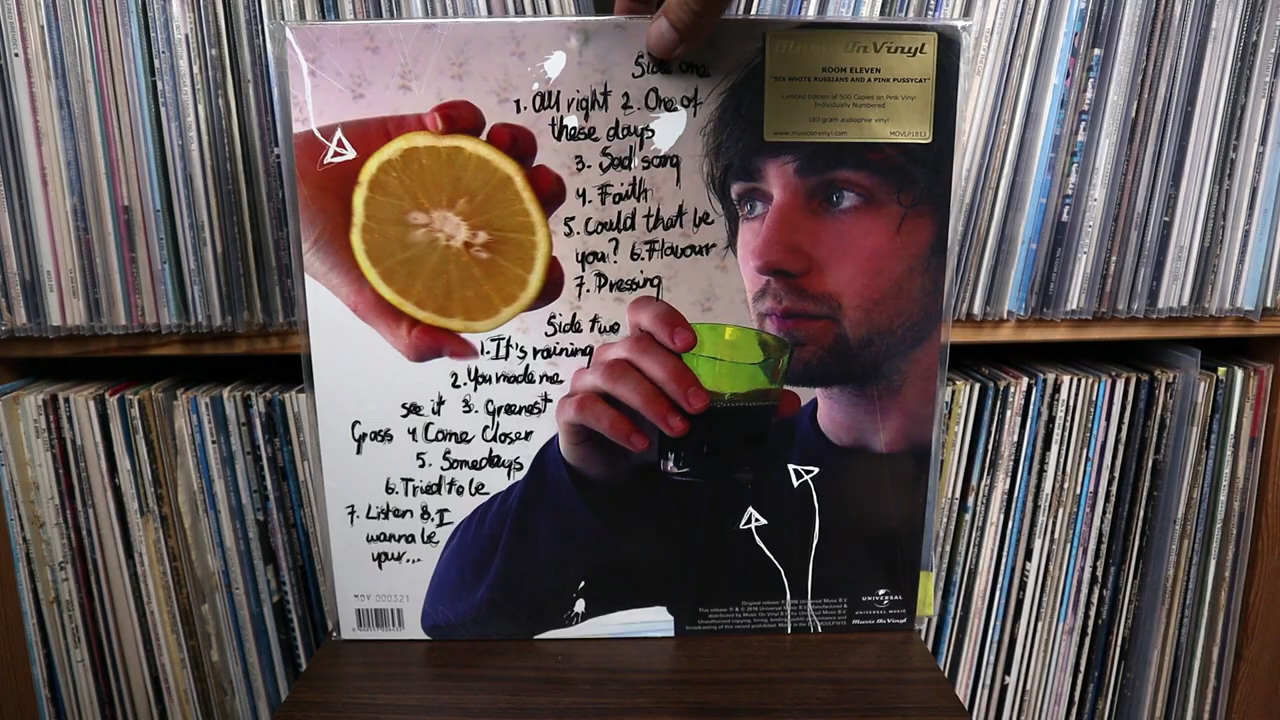 Side one
1. All right 2. One of
these days
3. Sad song
4. Faith
5. Could that be
you? 6. Flavour
7. Pressing
Side two
1. It's raining
2. You made me
see it 3. Greenest
Grass 4 Come Closer
5. Somedays
6. Tried to be
7. Listen 8. I
wanna be
your...
Music On Vinyl
ROOM ELEVEN
"SIX WHITE RUSSIANS AND A PINK PUSSYCAT"
Limited Edition of 500 Copies on Pink Vinyl
Individually Numbered
180 gram audiophile vinyl
www.musiconvinyl.com MOVLP1813
MOV 000321
UNIVERSAL
UNIVERSAL MUSIC
Music On Vinyl